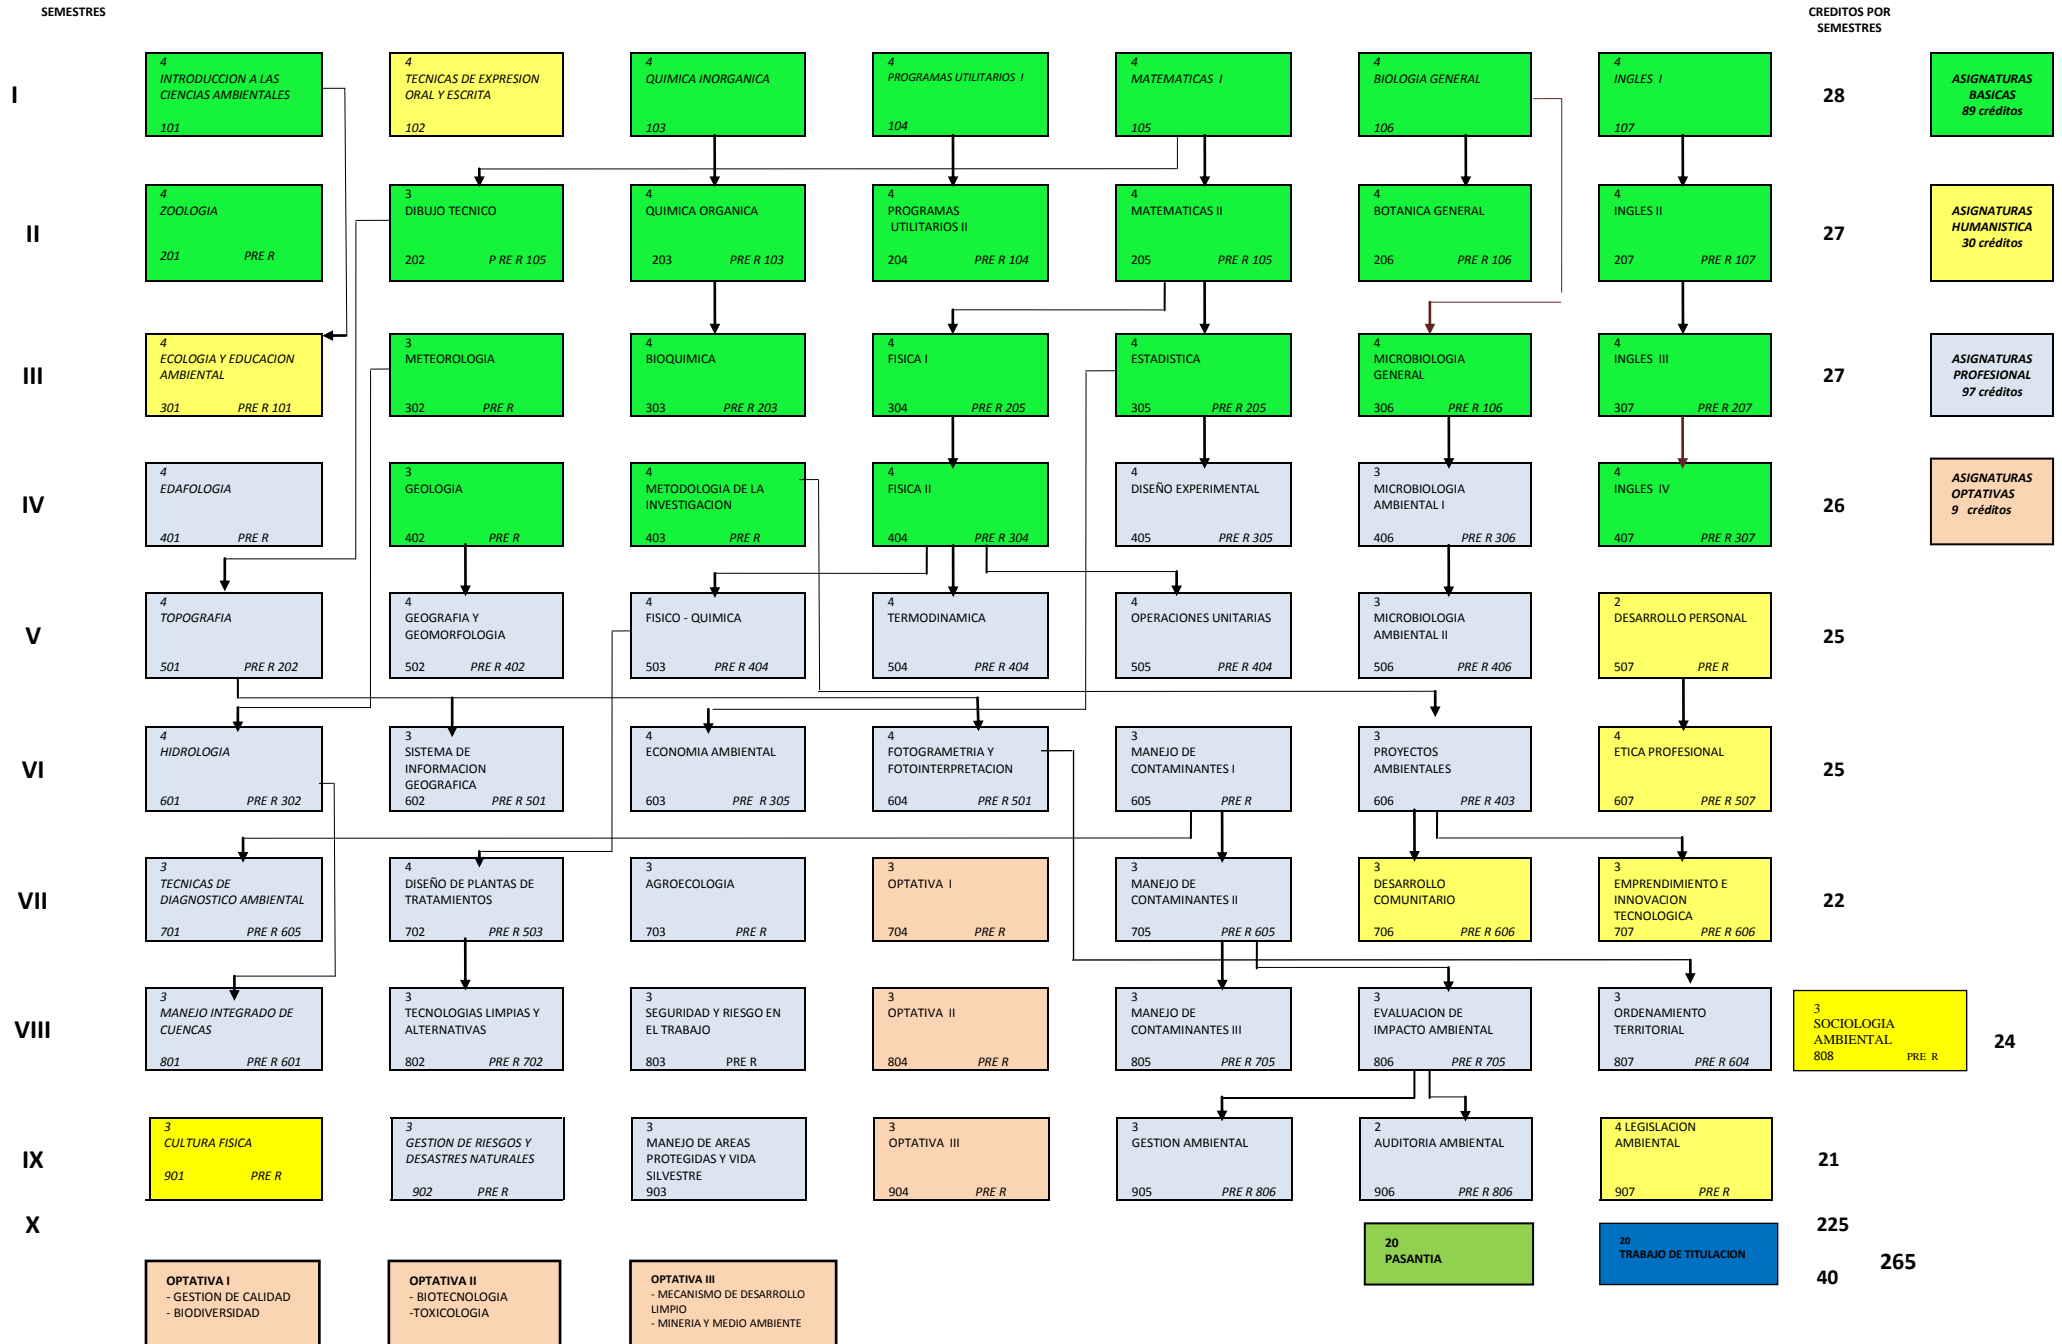 SEMESTRES
CREDITOS POR
SEMESTRES
I
4
INTRODUCCION A LAS
CIENCIAS AMBIENTALES
101
4
TECNICAS DE EXPRESION
ORAL Y ESCRITA
102
4
QUIMICA INORGANICA
103
4
PROGRAMAS UTILITARIOS I
104
4
MATEMATICAS I
105
4
BIOLOGIA GENERAL
106
4
INGLES I
107
28
ASIGNATURAS
BASICAS
89 créditos
II
4
ZOOLOGIA
201 PRE R
3
DIBUJO TECNICO
202 P RE R 105
4
QUIMICA ORGANICA
203 PRE R 103
4
PROGRAMAS
UTILITARIOS II
204 PRE R 104
4
MATEMATICAS II
205 PRE R 105
4
BOTANICA GENERAL
206 PRE R 106
4
INGLES II
207 PRE R 107
27
ASIGNATURAS
HUMANISTICA
30 créditos
III
4
ECOLOGIA Y EDUCACION
AMBIENTAL
301 PRE R 101
3
METEOROLOGIA
302 PRE R
4
BIOQUIMICA
303 PRE R 203
4
FISICA I
304 PRE R 205
4
ESTADISTICA
305 PRE R 205
4
MICROBIOLOGIA
GENERAL
306 PRE R 106
4
INGLES III
307 PRE R 207
27
ASIGNATURAS
PROFESIONAL
97 créditos
IV
4
EDAFOLOGIA
401 PRE R
3
GEOLOGIA
402 PRE R
4
METODOLOGIA DE LA
INVESTIGACION
403 PRE R
4
FISICA II
404 PRE R 304
4
DISEÑO EXPERIMENTAL
405 PRE R 305
3
MICROBIOLOGIA
AMBIENTAL I
406 PRE R 306
4
INGLES IV
407 PRE R 307
26
ASIGNATURAS
OPTATIVAS
9 créditos
V
4
TOPOGRAFIA
501 PRE R 202
4
GEOGRAFIA Y
GEOMORFOLOGIA
502 PRE R 402
4
FISICO - QUIMICA
503 PRE R 404
4
TERMODINAMICA
504 PRE R 404
4
OPERACIONES UNITARIAS
505 PRE R 404
3
MICROBIOLOGIA
AMBIENTAL II
506 PRE R 406
2
DESARROLLO PERSONAL
507 PRE R
25
VI
4
HIDROLOGIA
601 PRE R 302
3
SISTEMA DE
INFORMACION
GEOGRAFICA
602 PRE R 501
4
ECONOMIA AMBIENTAL
603 PRE R 305
4
FOTOGRAMETRIA Y
FOTOINTERPRETACION
604 PRE R 501
3
MANEJO DE
CONTAMINANTES I
605 PRE R
3
PROYECTOS
AMBIENTALES
606 PRE R 403
4
ETICA PROFESIONAL
607 PRE R 507
25
VII
3
TECNICAS DE
DIAGNOSTICO AMBIENTAL
701 PRE R 605
4
DISEÑO DE PLANTAS DE
TRATAMIENTOS
702 PRE R 503
3
AGROECOLOGIA
703 PRE R
3
OPTATIVA I
704 PRE R
3
MANEJO DE
CONTAMINANTES II
705 PRE R 605
3
DESARROLLO
COMUNITARIO
706 PRE R 606
3
EMPRENDIMIENTO E
INNOVACION
TECNOLOGICA
707 PRE R 606
22
VIII
3
MANEJO INTEGRADO DE
CUENCAS
801 PRE R 601
3
TECNOLOGIAS LIMPIAS Y
ALTERNATIVAS
802 PRE R 702
3
SEGURIDAD Y RIESGO EN
EL TRABAJO
803 PRE R
3
OPTATIVA II
804 PRE R
3
MANEJO DE
CONTAMINANTES III
805 PRE R 705
3
EVALUACION DE
IMPACTO AMBIENTAL
806 PRE R 705
3
ORDENAMIENTO
TERRITORIAL
807 PRE R 604
3
SOCIOLOGIA
AMBIENTAL
808 PRE R
24
IX
3
CULTURA FISICA
901 PRE R
3
GESTION DE RIESGOS Y
DESASTRES NATURALES
902 PRE R
3
MANEJO DE AREAS
PROTEGIDAS Y VIDA
SILVESTRE
903
3
OPTATIVA III
904 PRE R
3
GESTION AMBIENTAL
905 PRE R 806
2
AUDITORIA AMBIENTAL
906 PRE R 806
4 LEGISLACION
AMBIENTAL
907 PRE R
21
X
20
PASANTIA
20
TRABAJO DE TITULACION
225
265
40
OPTATIVA I
- GESTION DE CALIDAD
- BIODIVERSIDAD
OPTATIVA II
- BIOTECNOLOGIA
-TOXICOLOGIA
OPTATIVA III
- MECANISMO DE DESARROLLO
LIMPIO
- MINERIA Y MEDIO AMBIENTE